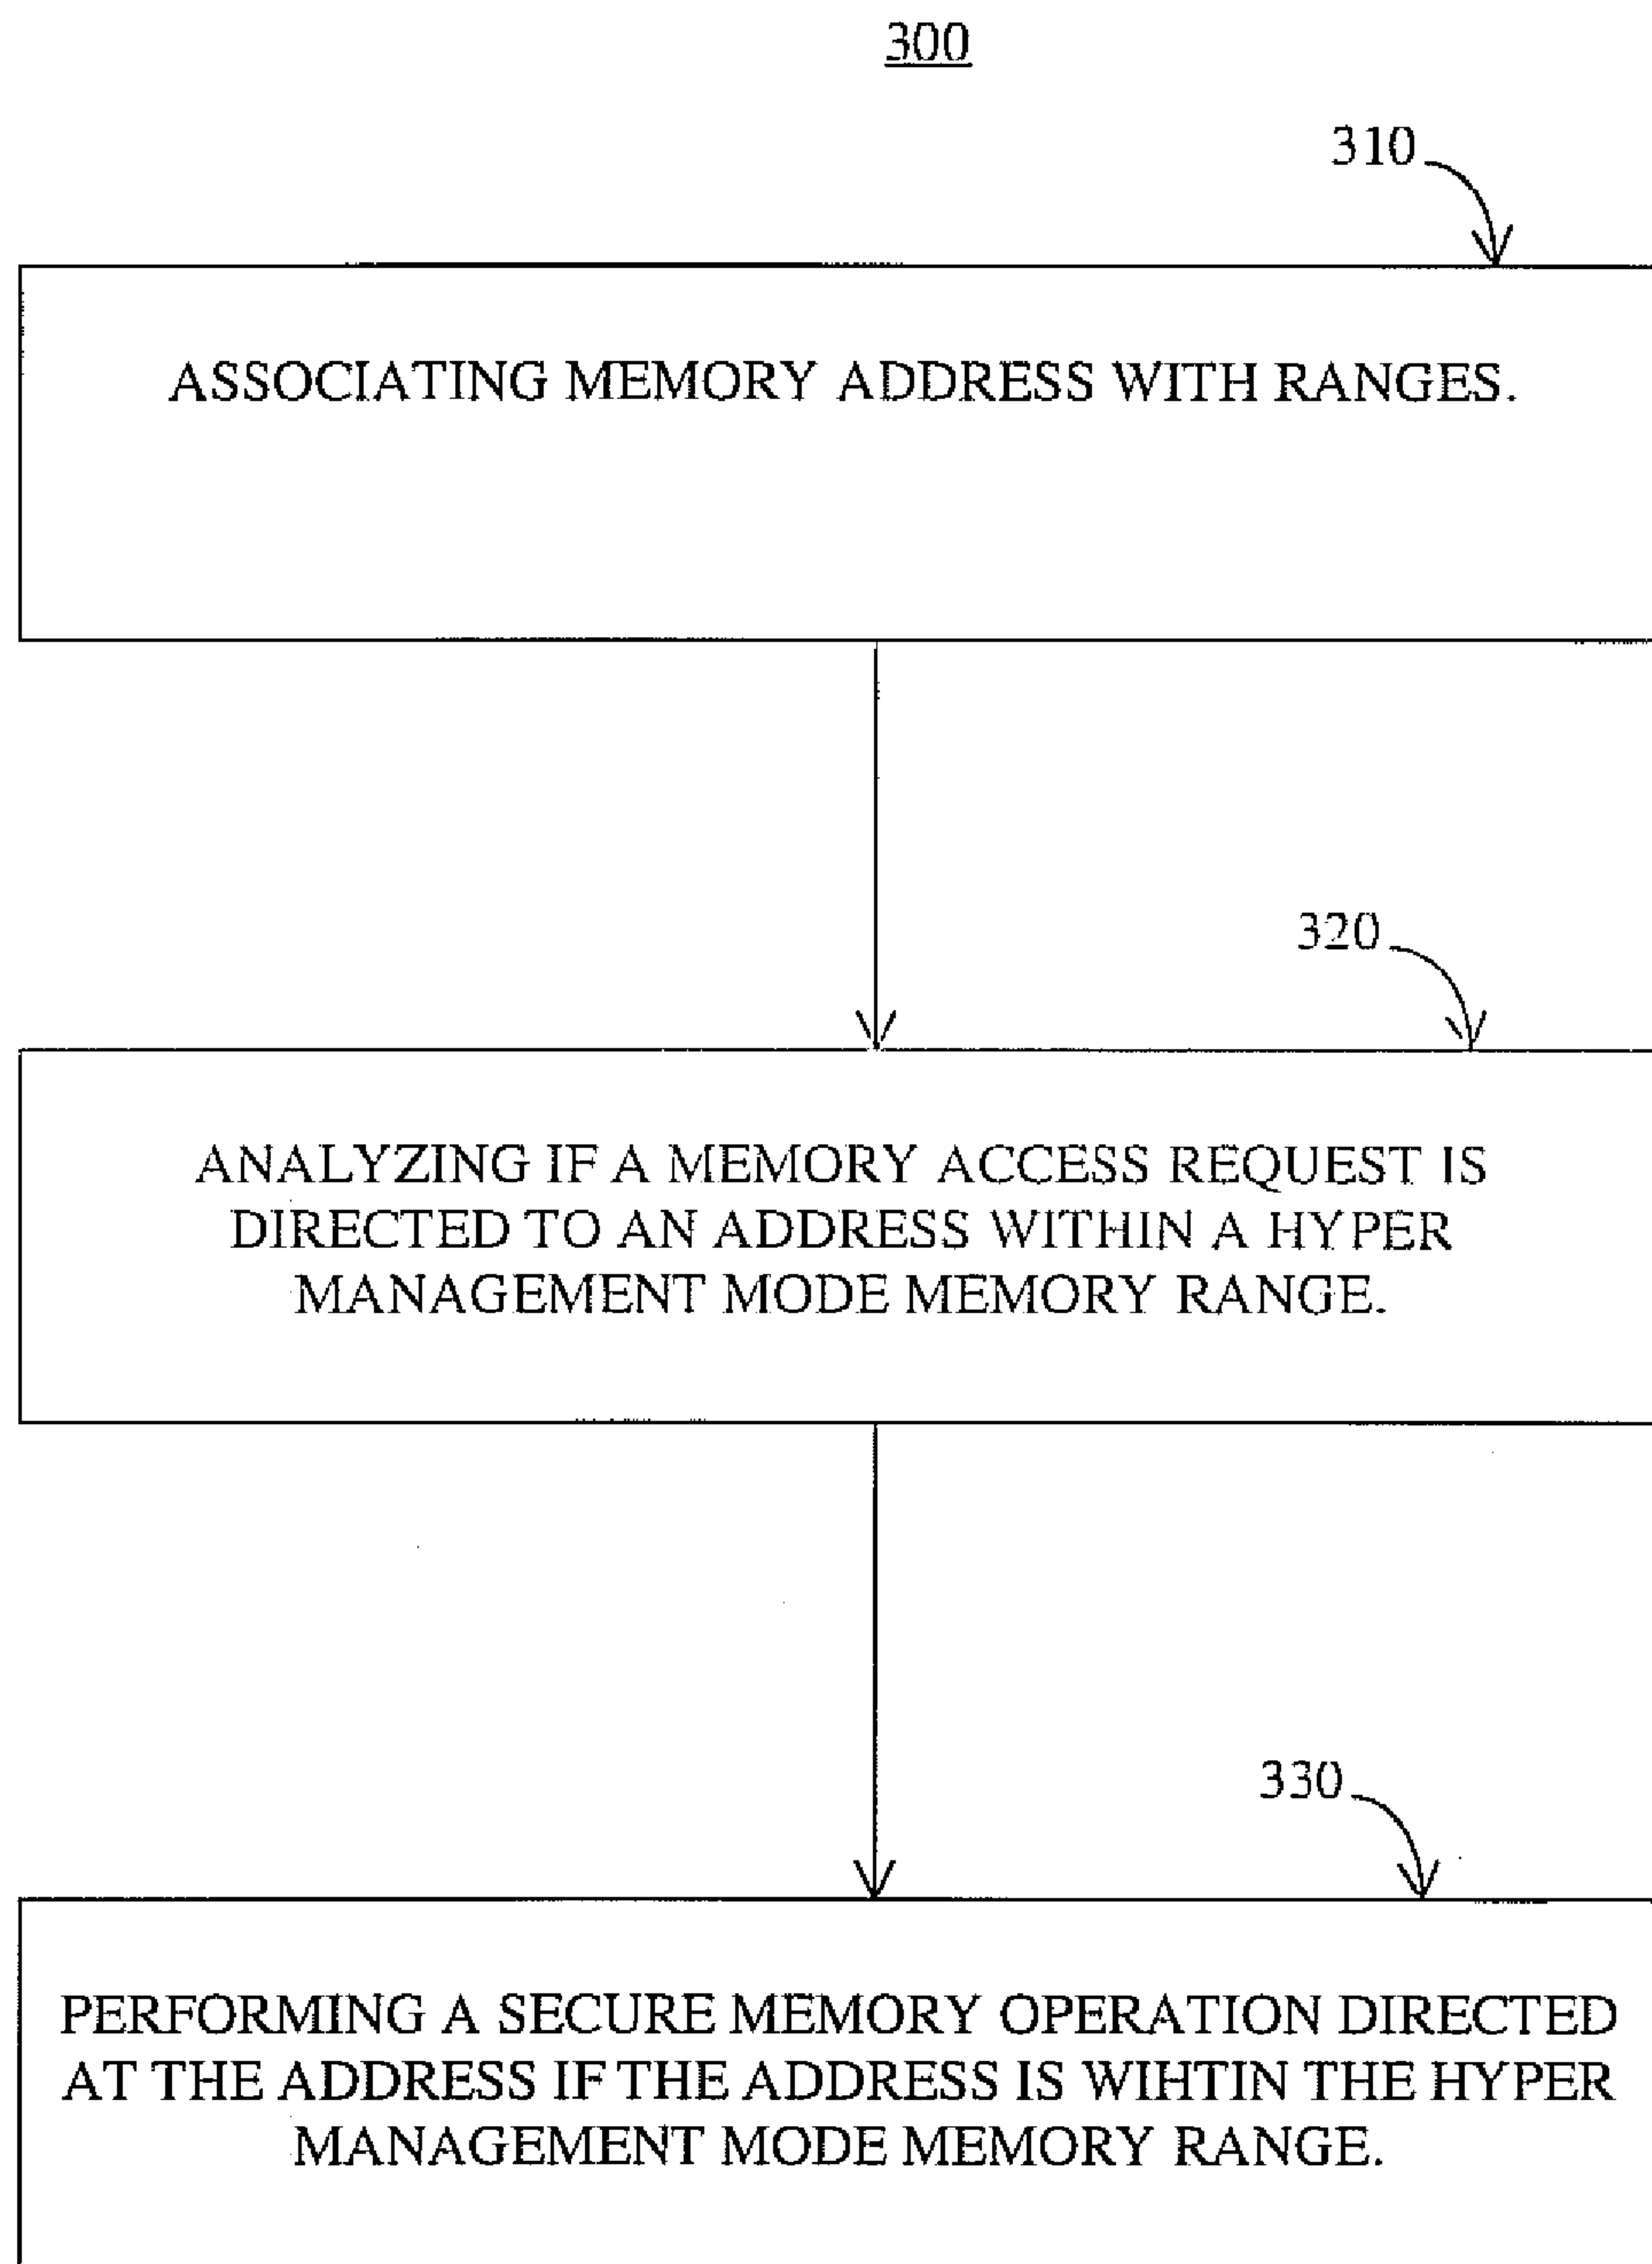 300
310
ASSOCIATING MEMORY ADDRESS WITH RANGES.
320
ANALYZING IF A MEMORY ACCESS REQUEST IS
DIRECTED TO AN ADDRESS WITHIN A HYPER
MANAGEMENT MODE MEMORY RANGE.
330
PERFORMING A SECURE MEMORY OPERATION DIRECTED
AT THE ADDRESS IF THE ADDRESS IS WIHTIN THE HYPER
MANAGEMENT MODE MEMORY RANGE.